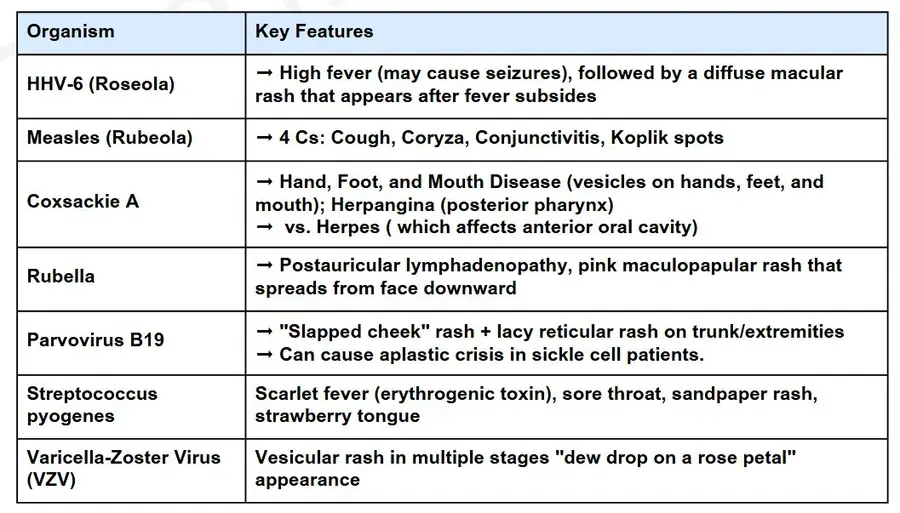 Organism
Key Features
HHV-6 (Roseola)
→ High fever (may cause seizures), followed by a diffuse macular
rash that appears after fever subsides
Measles (Rubeola)
→ 4 Cs: Cough, Coryza, Conjunctivitis, Koplik spots
Coxsackie A
→ Hand, Foot, and Mouth Disease (vesicles on hands, feet, and
mouth); Herpangina (posterior pharynx)
→ vs. Herpes ( which affects anterior oral cavity)
Rubella
→ Postauricular lymphadenopathy, pink maculopapular rash that
spreads from face downward
Parvovirus B19
→ "Slapped cheek" rash + lacy reticular rash on trunk/extremities
→ Can cause aplastic crisis in sickle cell patients.
Streptococcus
pyogenes
Scarlet fever (erythrogenic toxin), sore throat, sandpaper rash,
strawberry tongue
Varicella-Zoster Virus
(VZV)
Vesicular rash in multiple stages "dew drop on a rose petal"
appearance